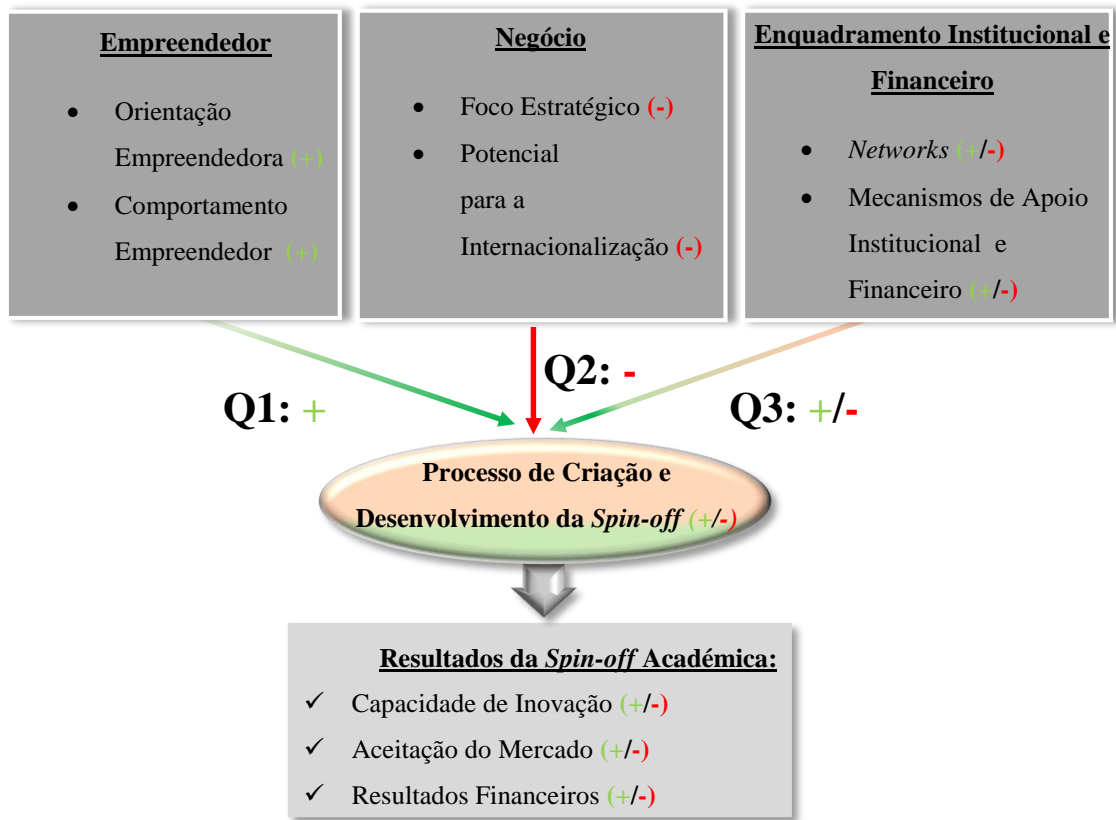 Empreendedor
• Orientação
Empreendedora (+)
• Comportamento
Empreendedor (+)
Negócio
• Foco Estratégico (-)
• Potencial
para a
Internacionalização (-)
Enquadramento Institucional e
Financeiro
• Networks (+/-)
• Mecanismos de Apoio
Institucional e
Financeiro (+/-)
Q1: +
Q2: -
Q3: +/-
Processo de Criação e
Desenvolvimento da Spin-off (+/-)
Resultados da Spin-off Académica:
✓ Capacidade de Inovação (+/-)
✓ Aceitação do Mercado (+/-)
✓ Resultados Financeiros (+/-)